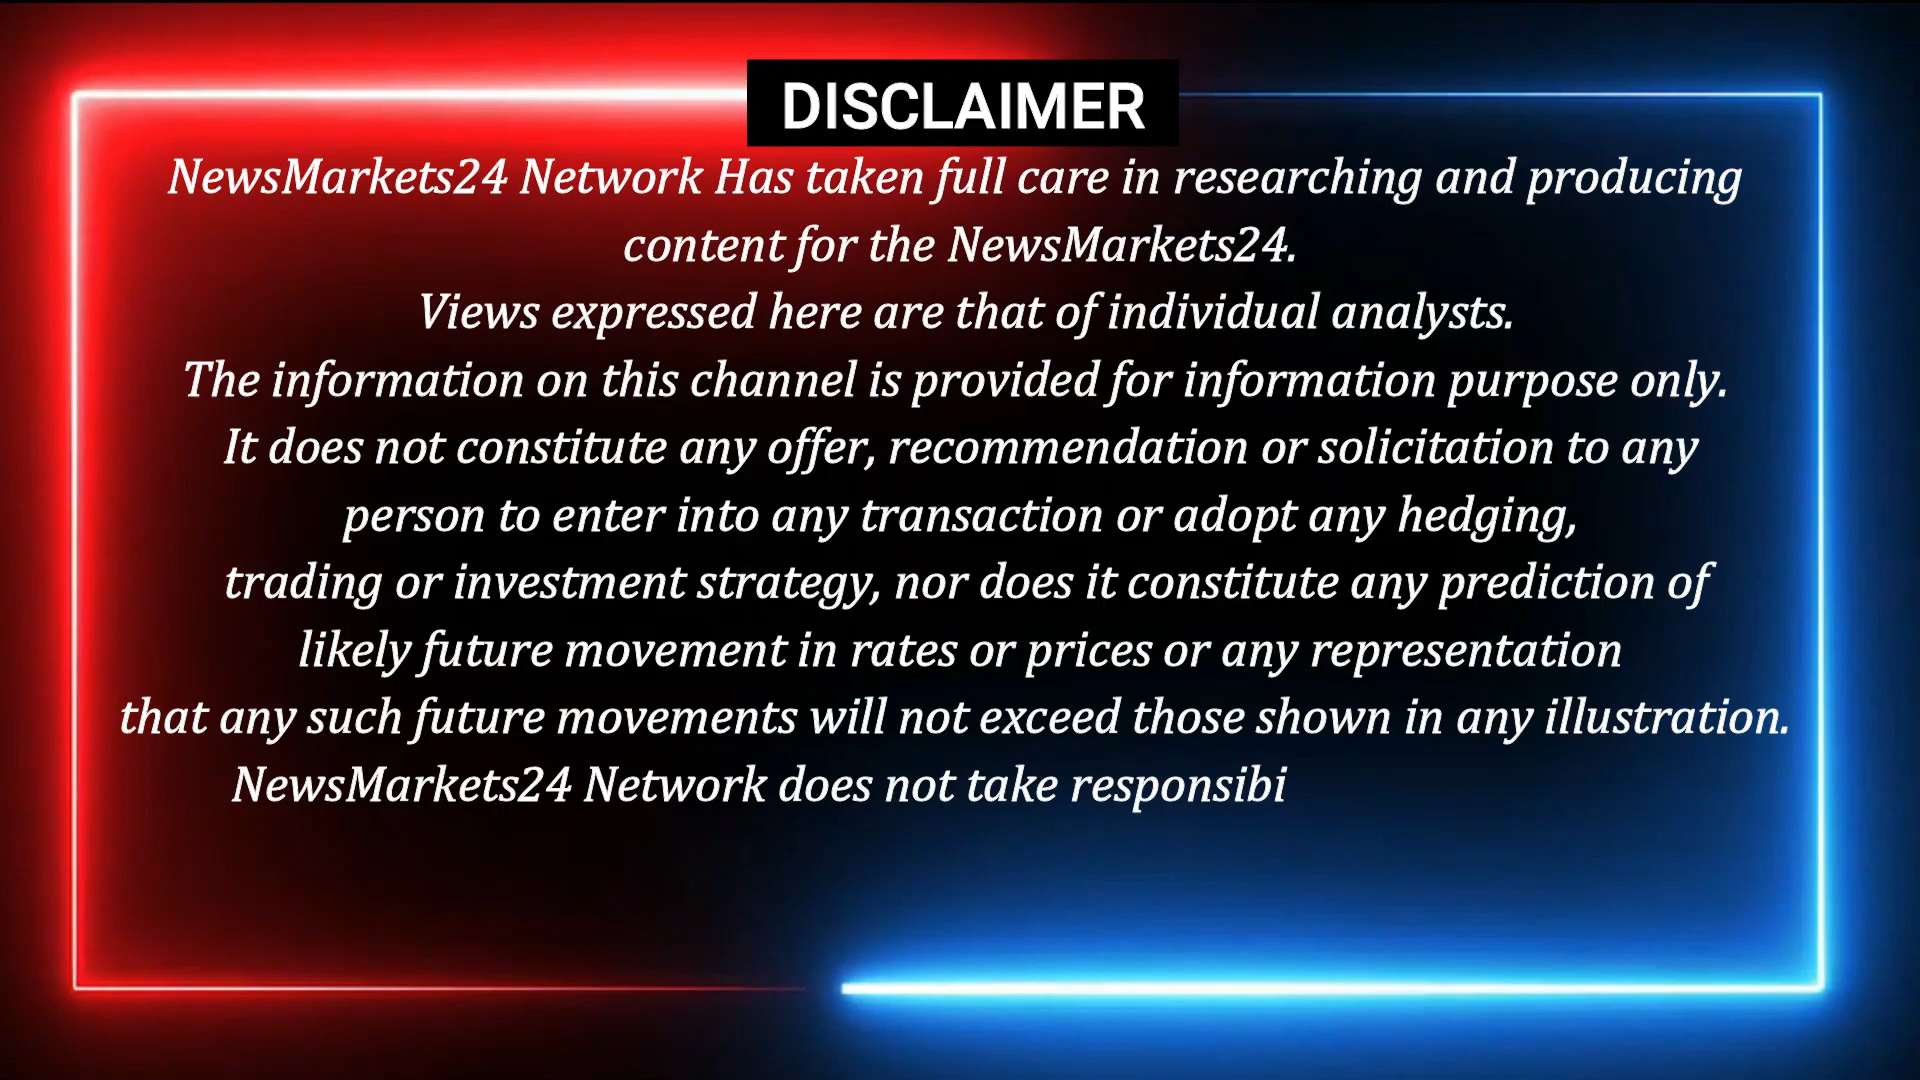 DISCLAIMER
NewsMarkets24 Network Has taken full care in researching and producing
content for the NewsMarkets24.
Views expressed here are that of individual analysts.
The information on this channel is provided for information purpose only.
It does not constitute any offer, recommendation or solicitation to any
person to enter into any transaction or adopt any hedging,
trading or investment strategy, nor does it constitute any prediction of
likely future movement in rates or prices or any representation
that any such future movements will not exceed those shown in any illustration.
NewsMarkets24 Network does not take responsibi